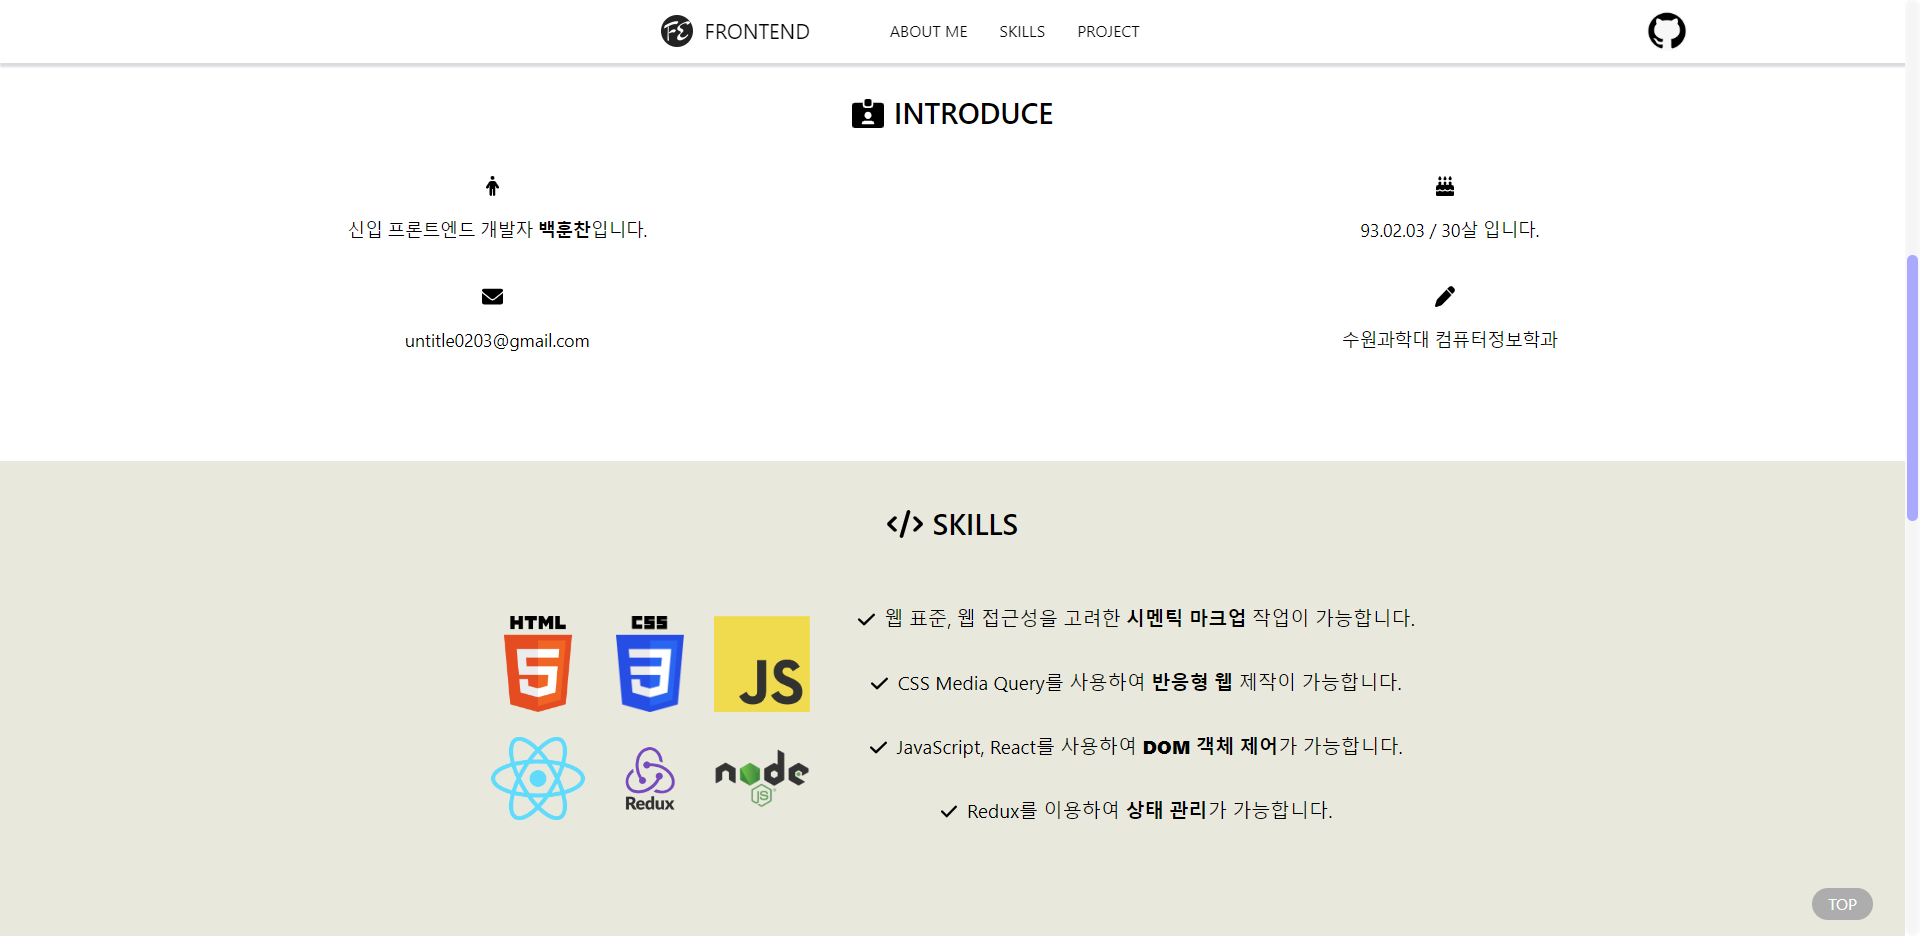 FE FRONTEND ABOUT ME SKILLS PROJECT
INTRODUCE
신입 프론트엔드 개발자 백훈찬입니다.
93.02.03 / 30살 입니다.
untitle0203@gmail.com
수원과학대 컴퓨터정보학과
</> SKILLS
HTML
5
CSS
3
JS
Redux
node
JS
웹 표준, 웹 접근성을 고려한 시멘틱 마크업 작업이 가능합니다.
CSS Media Query를 사용하여 반응형 웹 제작이 가능합니다.
JavaScript, React를 사용하여 DOM 객체 제어가 가능합니다.
Redux를 이용하여 상태 관리가 가능합니다.
TOP